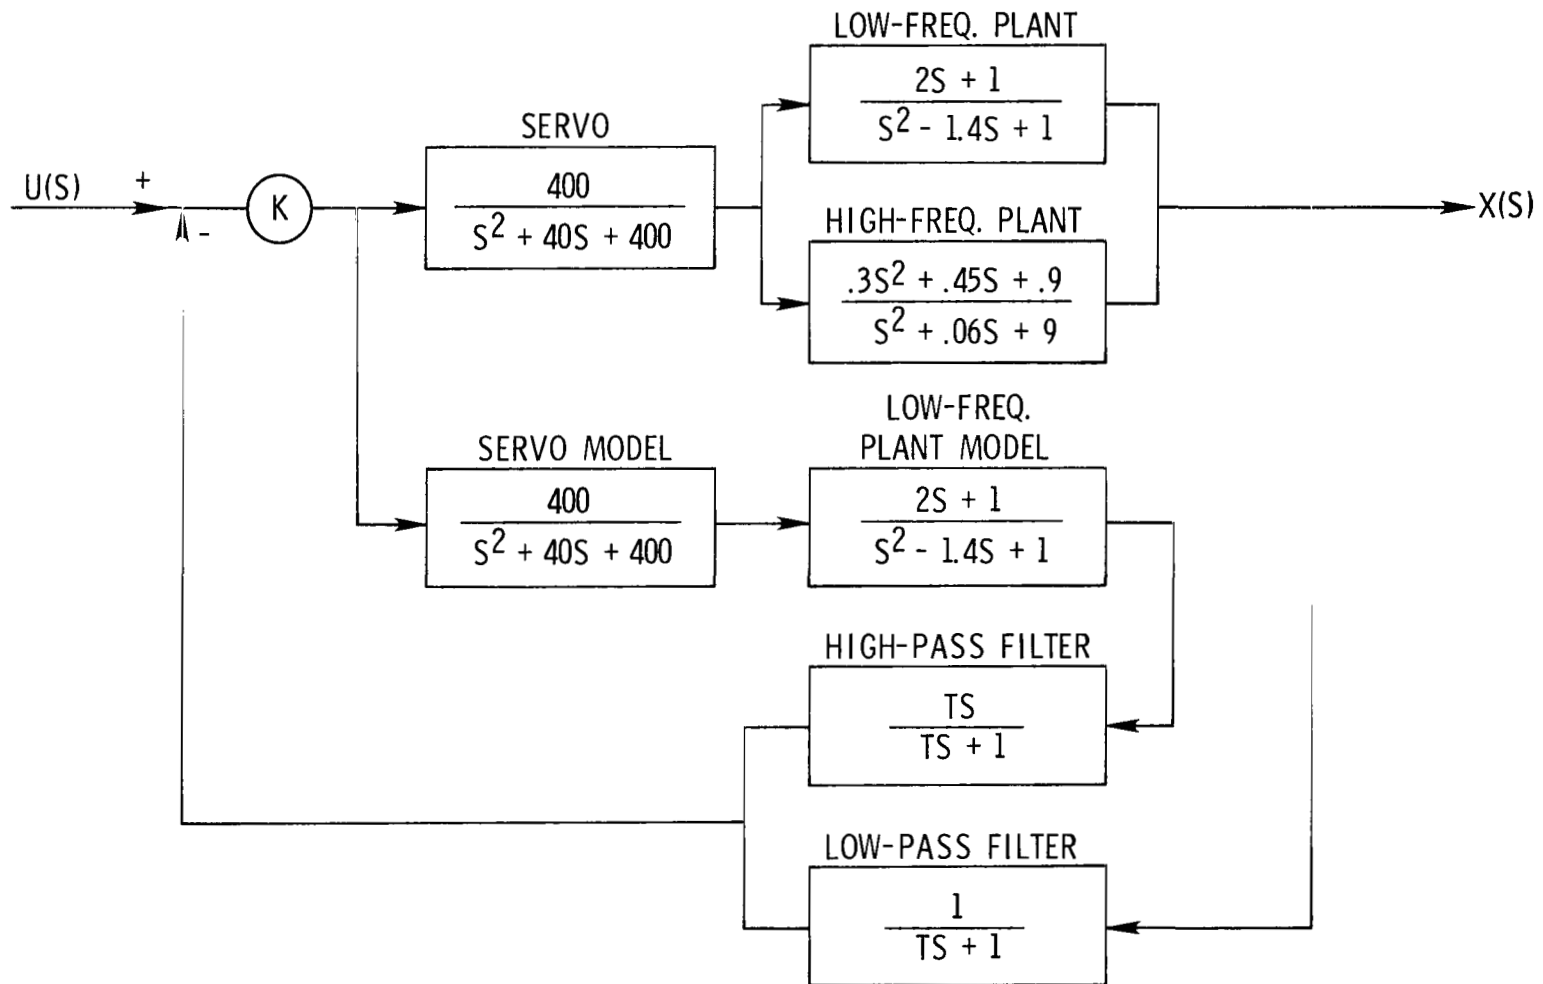 LOW-FREQ. PLANT
2S + 1
S² - 1.4S + 1
SERVO
400
S² + 40S + 400
U(S)
+
-
K
HIGH-FREQ. PLANT
.3S² + .45S + .9
S² + .06S + 9
X(S)
SERVO MODEL
400
S² + 40S + 400
LOW-FREQ.
PLANT MODEL
2S + 1
S² - 1.4S + 1
HIGH-PASS FILTER
TS
TS + 1
LOW-PASS FILTER
1
TS + 1